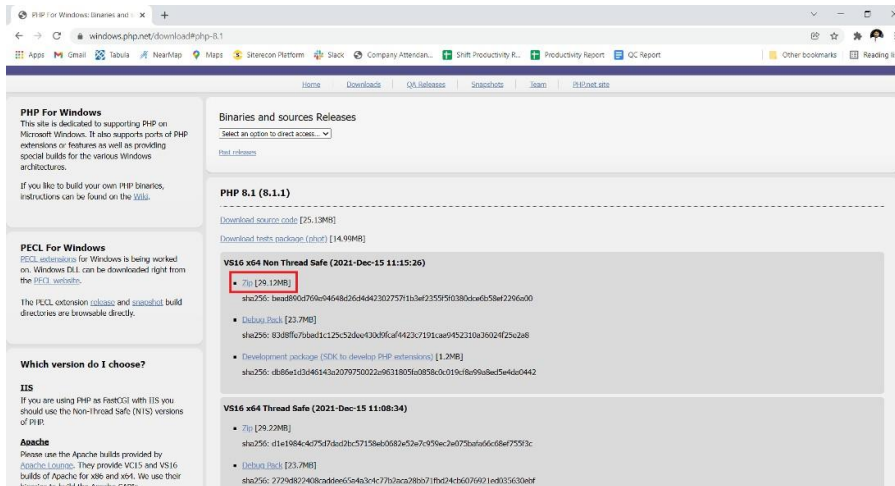 PHP For Windows: Binaries and s
windows.php.net/download#php-8.1
Apps Gmail Tabula NearMap Maps Siterecon Platform Slack Company Attendan... Shift Productivity R... Productivity Report QC Report Other bookmarks Reading li
Home Downloads QA Releases Snapshots Team PHP.net site
PHP For Windows
This site is dedicated to supporting PHP on
Microsoft Windows. It also supports ports of PHP
extensions or features as well as providing
special builds for the various Windows
architectures.
If you like to build your own PHP binaries,
instructions can be found on the Wiki.
PECL For Windows
PECL extensions for Windows is being worked
on. Windows DLL can be downloaded right from
the PECL website.
The PECL extension release and snapshot build
directories are browsable directly.
Which version do I choose?
IIS
If you are using PHP as FastCGI with IIS you
should use the Non-Thread Safe (NTS) versions
of PHP.
Apache
Please use the Apache builds provided by
Apache Lounge. They provide VC15 and VS16
builds of Apache for x86 and x64. We use their
Binaries and sources Releases
Select an option to direct access...
Past releases
PHP 8.1 (8.1.1)
Download source code [25.13MB]
Download tests package (phpt) [14.99MB]
VS16 x64 Non Thread Safe (2021-Dec-15 11:15:26)
Zip [29.12MB]
sha256:
Debug Pack [23.7MB]
sha256:
Development package (SDK to develop PHP extensions) [1.2MB]
sha256:
VS16 x64 Thread Safe (2021-Dec-15 11:08:34)
Zip [29.22MB]
sha256:
Debug Pack [23.7MB]
sha256: